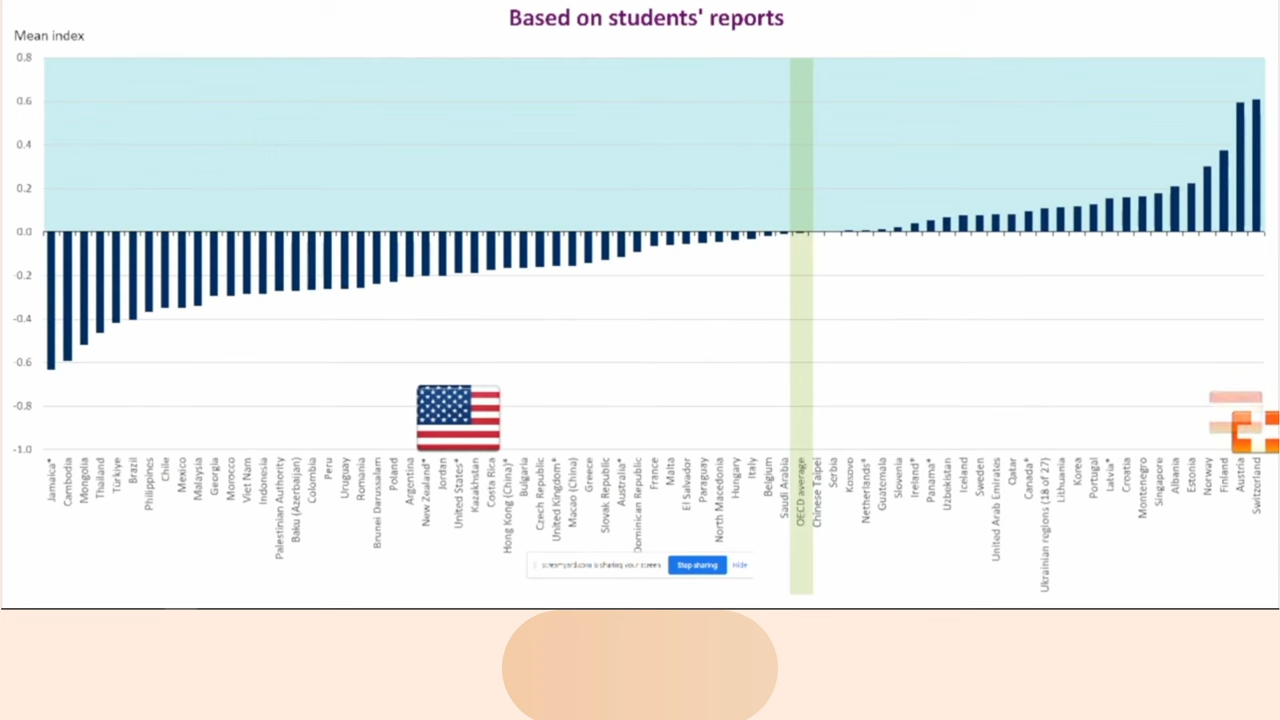 Based on students' reports
Mean index
0.8
0.6
0.4
0.2
0.0
-0.2
-0.4
-0.6
-0.8
-1.0
Jamaica*
Cambodia
Mongolia
Thailand
Türkiye
Brazil
Philippines
Chile
Mexico
Malaysia
Georgia
Morocco
Viet Nam
Indonesia
Palestinian Authority
Baku (Azerbaijan)
Colombia
Peru
Uruguay
Romania
Brunei Darussalam
Poland
Argentina
New Zealand*
Jordan
United States*
Kazakhstan
Costa Rica
Hong Kong (China)*
Bulgaria
Czech Republic
United Kingdom*
Macao (China)
Greece
Slovak Republic
Australia*
Dominican Republic
France
Malta
El Salvador
Paraguay
North Macedonia
Hungary
Italy
Belgium
Saudi Arabia
OECD average
Chinese Taipei
Serbia
Kosovo
Netherlands*
Guatemala
Slovenia
Ireland*
Panama*
Uzbekistan
Iceland
Sweden
United Arab Emirates
Qatar
Canada*
Ukrainian regions (18 of 27)
Lithuania
Korea
Portugal
Latvia*
Croatia
Montenegro
Singapore
Albania
Estonia
Norway
Finland
Austria
Switzerland
streamyard.com is sharing your screen.
Stop sharing
Hide